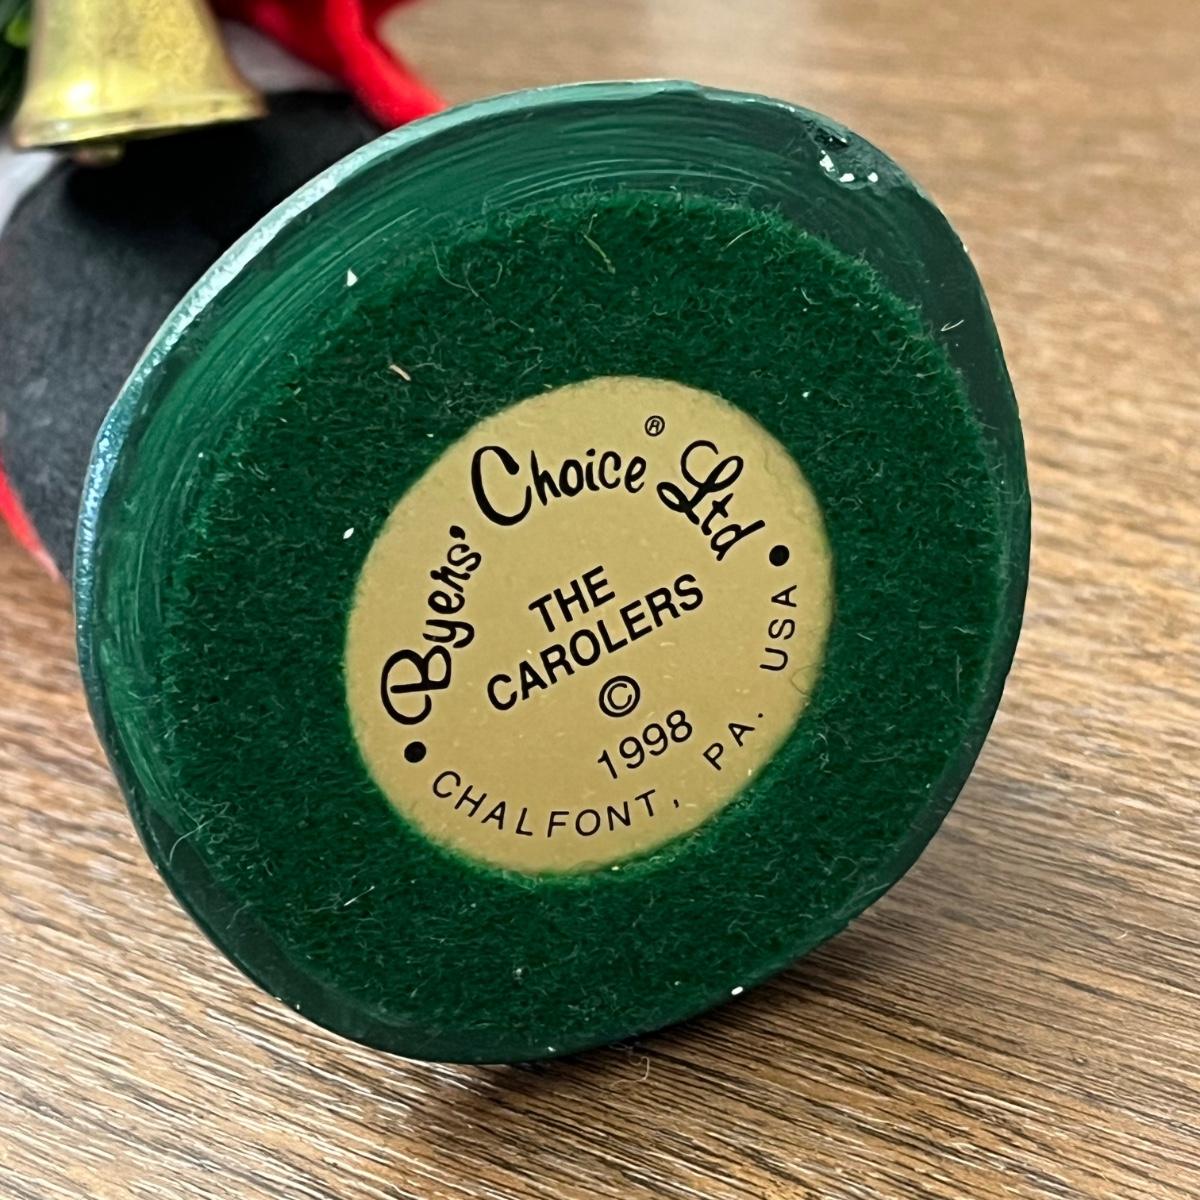 Byers' Choice® Ltd
THE
CAROLERS
©
1998
CHALFONT, PA. USA